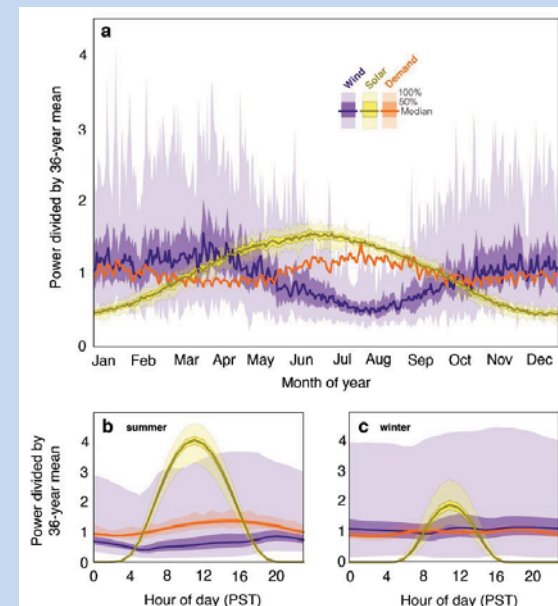 a
4
3
2
1
0
Power divided by 36-year mean
Wind Solar Demand
100%
50%
Median
Jan Feb Mar Apr May Jun Jul Aug Sep Oct Nov Dec
Month of year
b summer
4
3
2
1
0
Power divided by
36-year mean
0 4 8 12 16 20
Hour of day (PST)
c winter
4
3
2
1
0
0 4 8 12 16 20
Hour of day (PST)